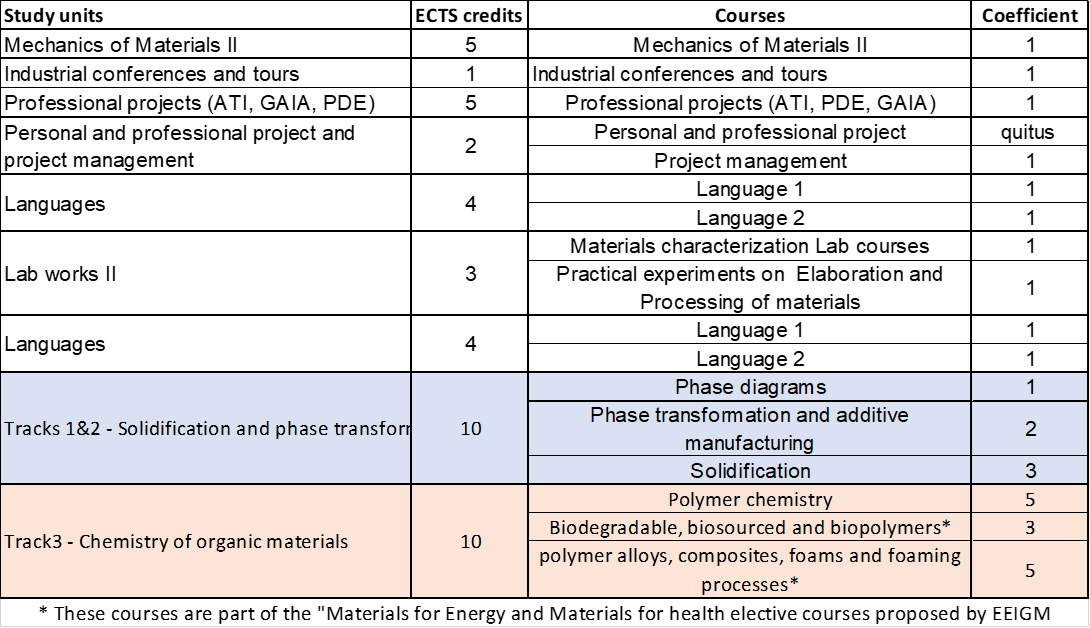 Study units ECTS credits Courses Coefficient
Mechanics of Materials II 5 Mechanics of Materials II 1
Industrial conferences and tours 1 Industrial conferences and tours 1
Professional projects (ATI, GAIA, PDE) 5 Professional projects (ATI, PDE, GAIA) 1
Personal and professional project and
project management 2
Personal and professional project quitus
Project management 1
Languages 4
Language 1 1
Language 2 1
Lab works II 3
Materials characterization Lab courses 1
Practical experiments on Elaboration and
Processing of materials 1
Languages 4
Language 1 1
Language 2 1
Tracks 1&2 - Solidification and phase transforr 10
Phase diagrams 1
Phase transformation and additive
manufacturing 2
Solidification 3
Track3 - Chemistry of organic materials 10
Polymer chemistry 5
Biodegradable, biosourced and biopolymers* 3
polymer alloys, composites, foams and foaming
processes* 5
* These courses are part of the "Materials for Energy and Materials for health elective courses proposed by EEIGM